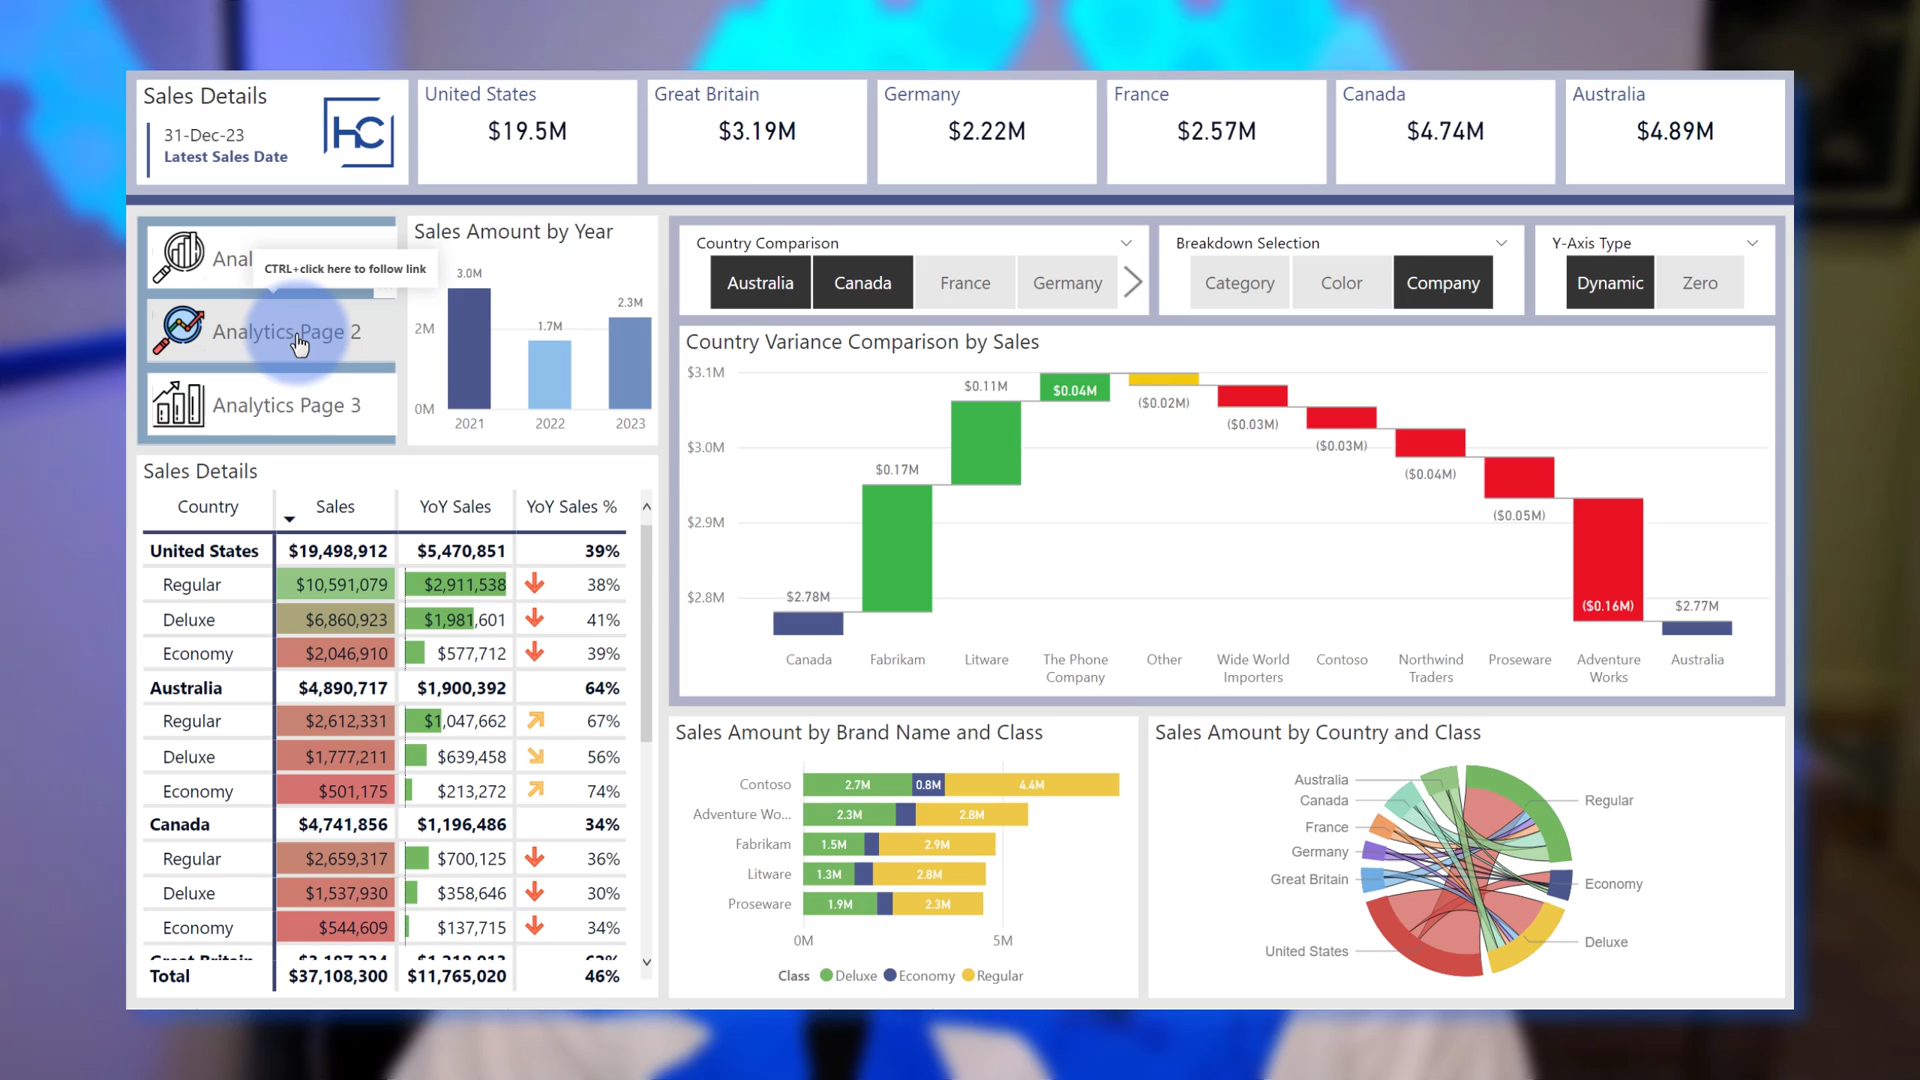 Sales Details
31-Dec-23
Latest Sales Date
HC
United States
$19.5M
Great Britain
$3.19M
Germany
$2.22M
France
$2.57M
Canada
$4.74M
Australia
$4.89M
Anal
CTRL+click here to follow link
Analytics Page 2
Analytics Page 3
Sales Amount by Year
3.0M
1.7M
2.3M
2M
0M
2021 2022 2023
Country Comparison
Australia Canada France Germany
Breakdown Selection
Category Color Company
Y-Axis Type
Dynamic Zero
Country Variance Comparison by Sales
$3.1M
$3.0M
$2.9M
$2.8M
$2.78M
$0.17M
$0.11M
$0.04M
($0.02M)
($0.03M)
($0.03M)
($0.04M)
($0.05M)
($0.16M)
$2.77M
Canada Fabrikam Litware The Phone Other Wide World Contoso Northwind Proseware Adventure Australia
Company Importers Traders Works
Sales Details
Country Sales YoY Sales YoY Sales %
United States $19,498,912 $5,470,851 39%
Regular $10,591,079 $2,911,538 38%
Deluxe $6,860,923 $1,981,601 41%
Economy $2,046,910 $577,712 39%
Australia $4,890,717 $1,900,392 64%
Regular $2,612,331 $1,047,662 67%
Deluxe $1,777,211 $639,458 56%
Economy $501,175 $213,272 74%
Canada $4,741,856 $1,196,486 34%
Regular $2,659,317 $700,125 36%
Deluxe $1,537,930 $358,646 30%
Economy $544,609 $137,715 34%
Great Britain
Total $37,108,300 $11,765,020 46%
Sales Amount by Brand Name and Class
Contoso 2.7M 0.8M 4.4M
Adventure Wo... 2.3M 2.8M
Fabrikam 1.5M 2.9M
Litware 1.3M 2.8M
Proseware 1.9M 2.3M
0M 5M
Class Deluxe Economy Regular
Sales Amount by Country and Class
Australia
Canada
France
Germany
Great Britain
United States
Regular
Economy
Deluxe